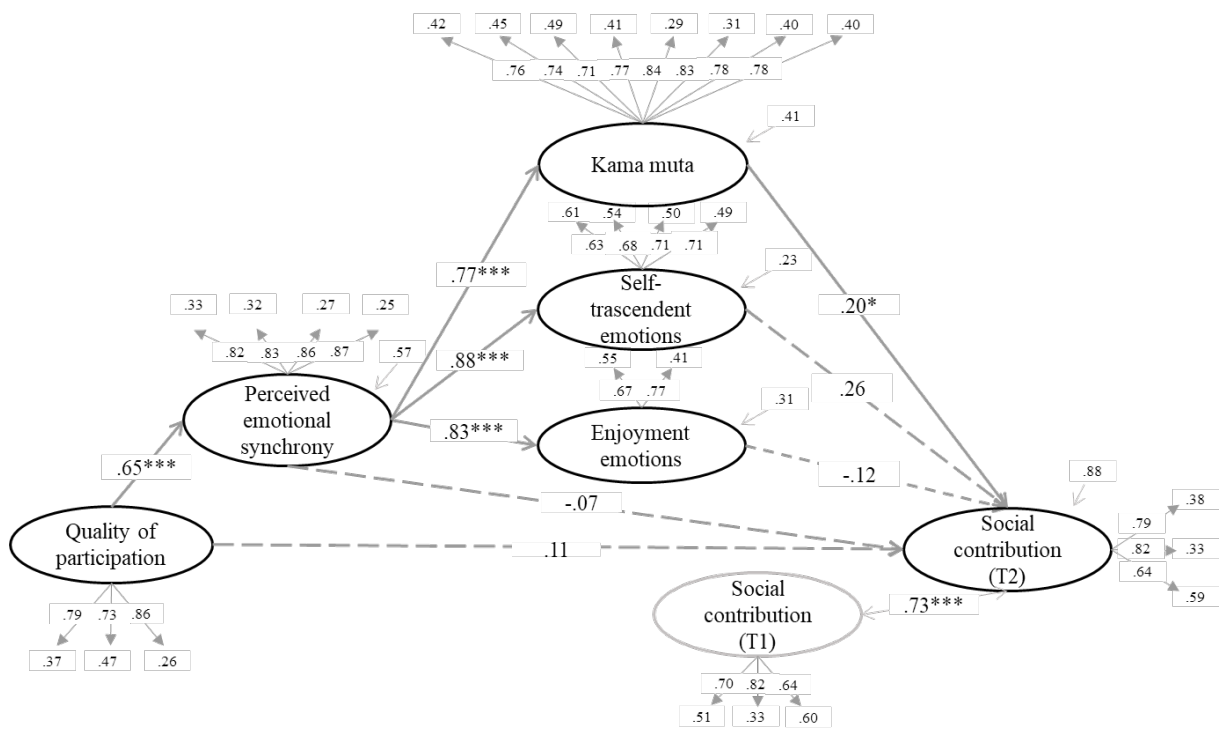 .42 .45 .49 .41 .29 .31 .40 .40
.76 .74 .71 .77 .84 .83 .78 .78
.41
Kama muta
.61 .54 .50 .49
.63 .68 .71 .71
.23
.77***
Self-
trascendent
emotions
.20*
.33 .32 .27 .25
.82 .83 .86 .87
.57
.88***
.55 .41
.67 .77
.26
.31
Perceived
emotional
synchrony
.83***
Enjoyment
emotions
.65***
-.12
.88
-.07
.38
.79
Quality of
participation
.11
Social
contribution
(T2)
.82 .33
.64
.59
Social
contribution
(T1)
.73***
.79 .73 .86
.37 .47 .26
.70 .82 .64
.51 .33 .60